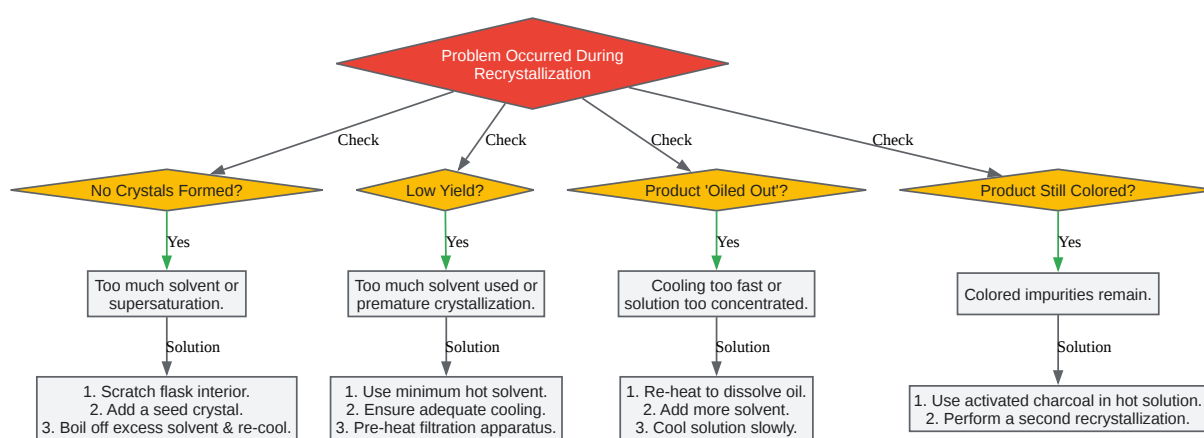 Problem Occurred During
Recrystallization
Check
Check
Check
Check
No Crystals Formed?
Low Yield?
Product 'Oiled Out'?
Product Still Colored?
Yes
Yes
Yes
Yes
Too much solvent or
supersaturation.
Too much solvent used or
premature crystallization.
Cooling too fast or
solution too concentrated.
Colored impurities remain.
Solution
Solution
Solution
Solution
1. Scratch flask interior.
2. Add a seed crystal.
3. Boil off excess solvent & re-cool.
1. Use minimum hot solvent.
2. Ensure adequate cooling.
3. Pre-heat filtration apparatus.
1. Re-heat to dissolve oil.
2. Add more solvent.
3. Cool solution slowly.
1. Use activated charcoal in hot solution.
2. Perform a second recrystallization.